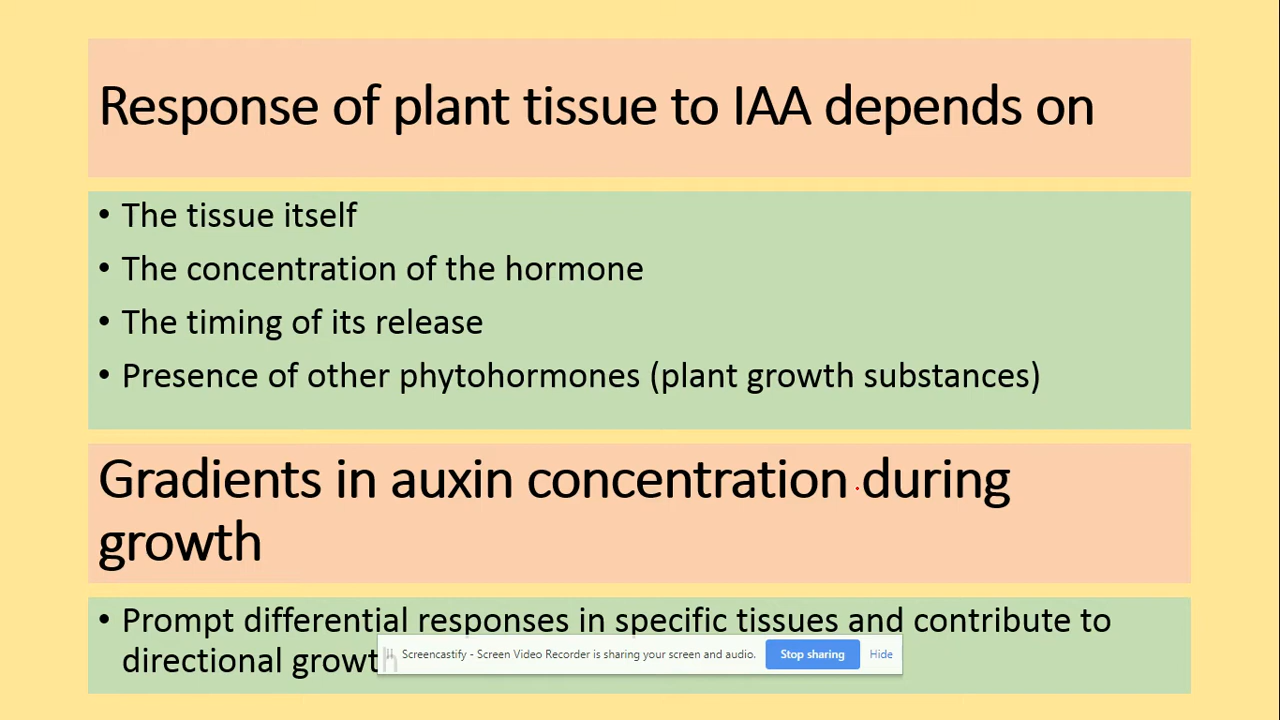 Response of plant tissue to IAA depends on
• The tissue itself
• The concentration of the hormone
• The timing of its release
• Presence of other phytohormones (plant growth substances)
Gradients in auxin concentration during
growth
• Prompt differential responses in specific tissues and contribute to
directional growt
Screencastify - Screen Video Recorder is sharing your screen and audio. Stop sharing Hide